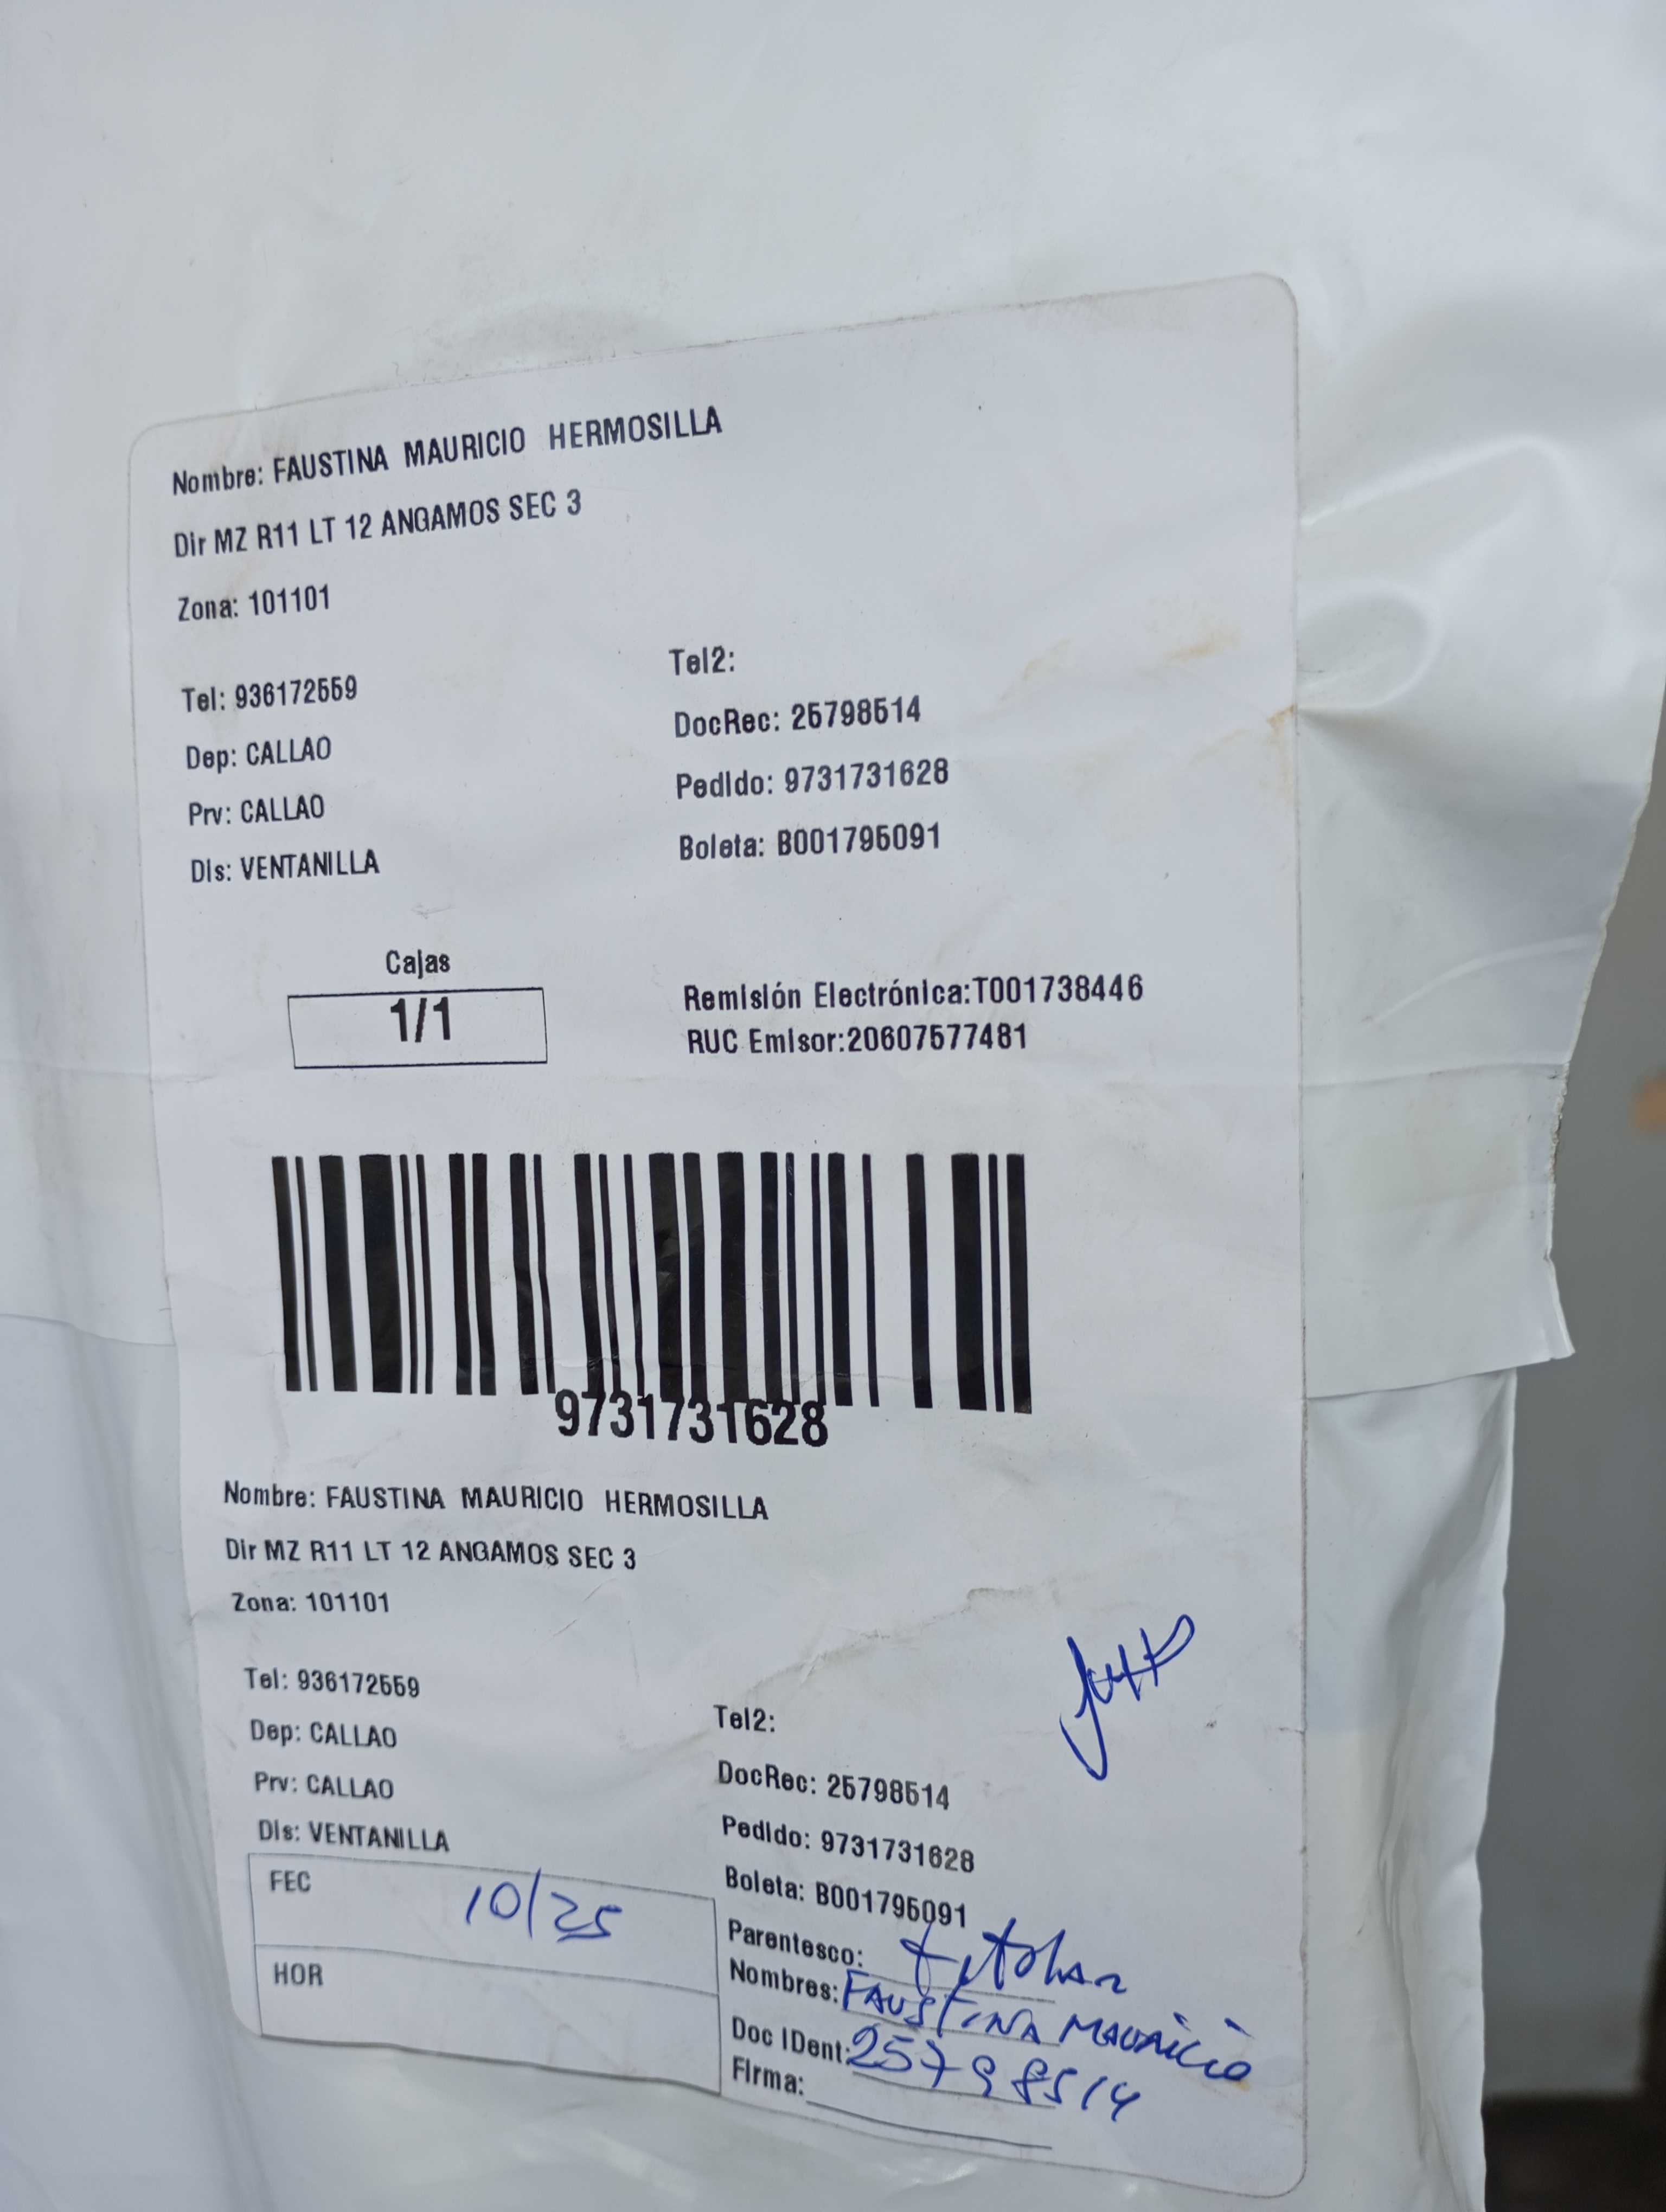 Nombre: FAUSTINA MAURICIO HERMOSILLA
Dir MZ R11 LT 12 ANGAMOS SEC 3
Zona: 101101
Tel: 936172559
Tel2:
Dep: CALLAO
DocRec: 25798514
Prv: CALLAO
Pedido: 9731731628
Dis: VENTANILLA
Boleta: B001795091
Cajas
1/1
Remisión Electrónica:T001738446
RUC Emisor:20607577481
9731731628
Nombre: FAUSTINA MAURICIO HERMOSILLA
Dir MZ R11 LT 12 ANGAMOS SEC 3
Zona: 101101
Tel: 936172559
Tel2:
Dep: CALLAO
DocRec: 25798514
Prv: CALLAO
Pedido: 9731731628
Dis: VENTANILLA
Boleta: B001795091
FEC 10/25
HOR
Parentesco:
Nombres: FAUSTINA MAURICIO
Doc IDent: 25798514
Firma: